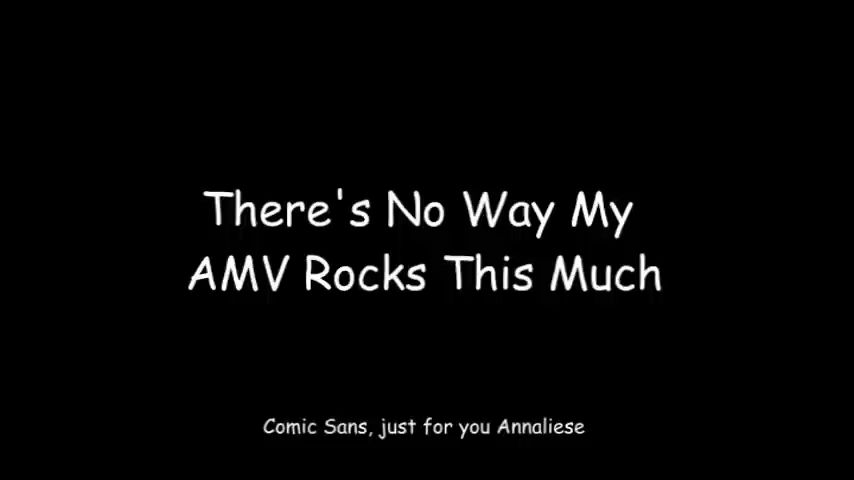 There's No Way My
AMV Rocks This Much
Comic Sans, just for you Annaliese